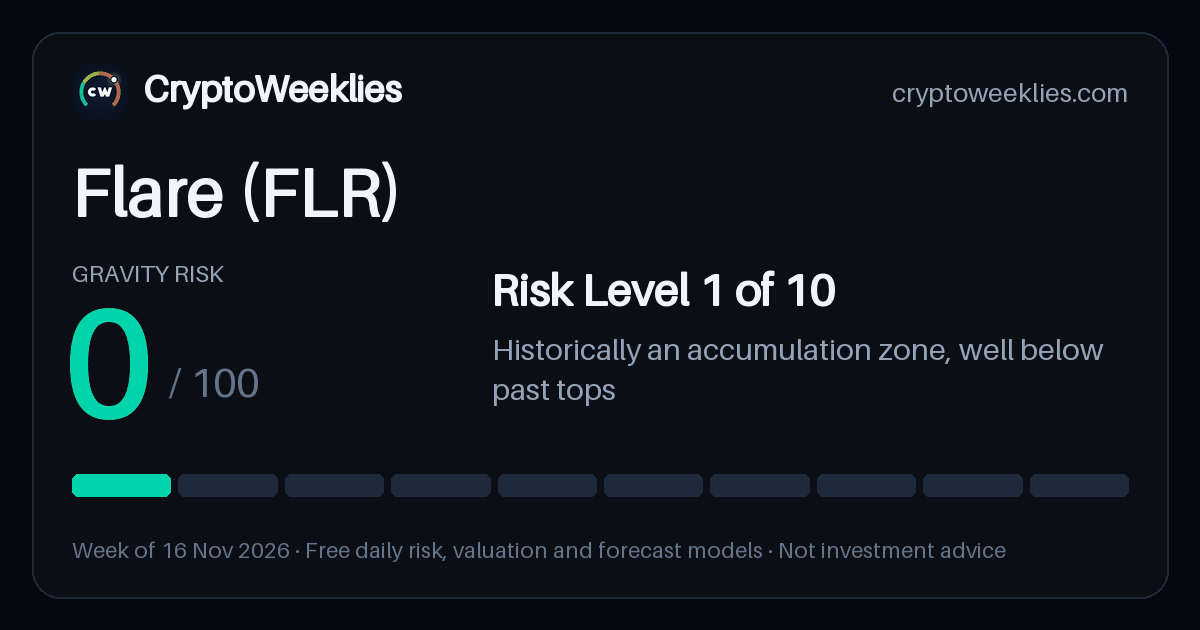 CW
CryptoWeeklies
cryptoweeklies.com
Flare (FLR)
GRAVITY RISK
0 / 100
Risk Level 1 of 10
Historically an accumulation zone, well below
past tops
Week of 16 Nov 2026 · Free daily risk, valuation and forecast models · Not investment advice